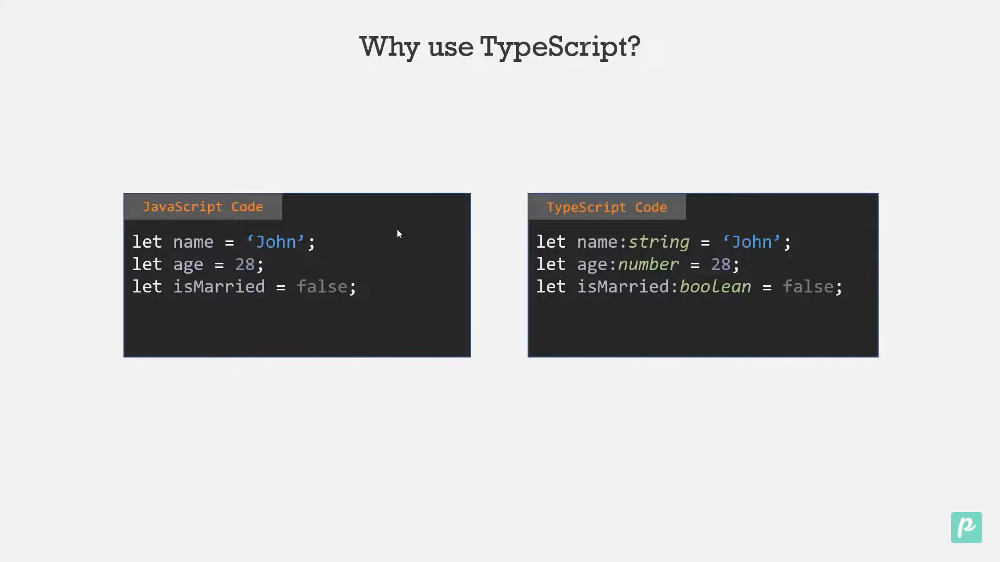 Why use TypeScript?
JavaScript Code
let name = ‘John’;
let age = 28;
let isMarried = false;
TypeScript Code
let name:string = ‘John’;
let age:number = 28;
let isMarried:boolean = false;
p